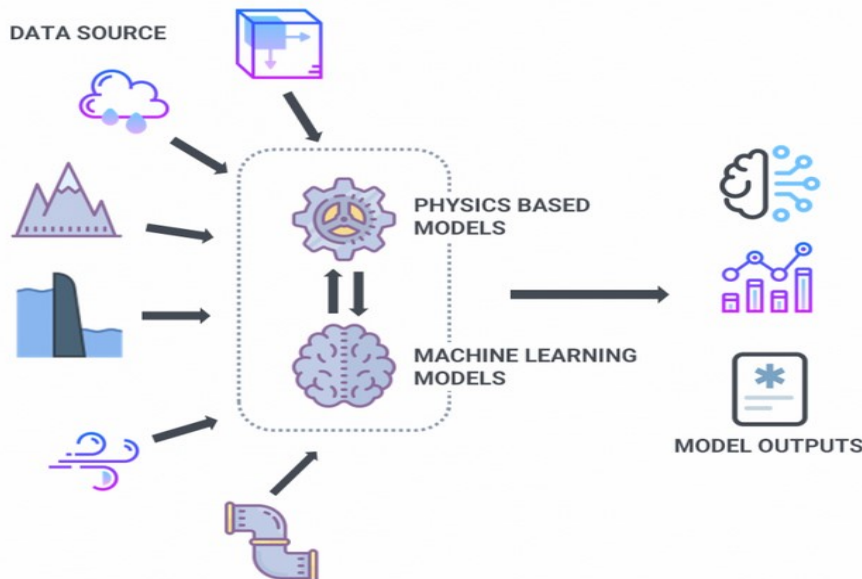 DATA SOURCE
PHYSICS BASED
MODELS
MACHINE LEARNING
MODELS
MODEL OUTPUTS